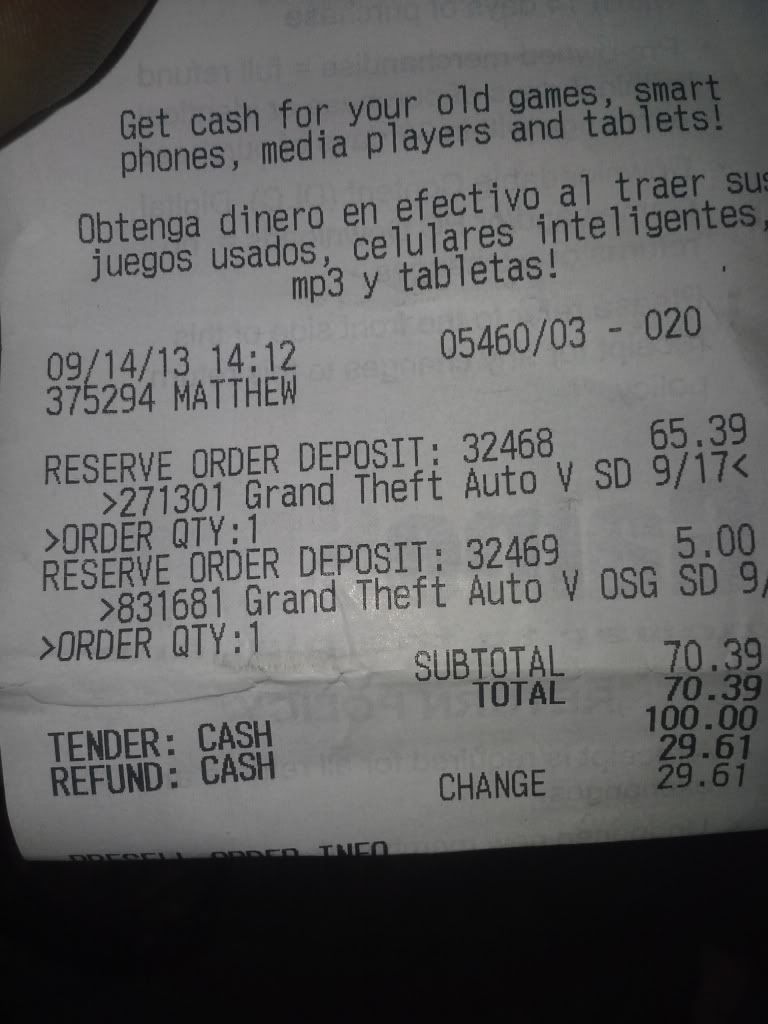 Get cash for your old games, smart
phones, media players and tablets!
Obtenga dinero en efectivo al traer sus
juegos usados, celulares inteligentes,
mp3 y tabletas!
09/14/13 14:12 05460/03 - 020
375294 MATTHEW
RESERVE ORDER DEPOSIT: 32468 65.39
>271301 Grand Theft Auto V SD 9/17<
>ORDER QTY:1
RESERVE ORDER DEPOSIT: 32469 5.00
>831681 Grand Theft Auto V OSG SD 9/
>ORDER QTY:1
SUBTOTAL 70.39
TOTAL 70.39
TENDER: CASH 100.00
REFUND: CASH 29.61
CHANGE 29.61
PRESELL ORDER INFO